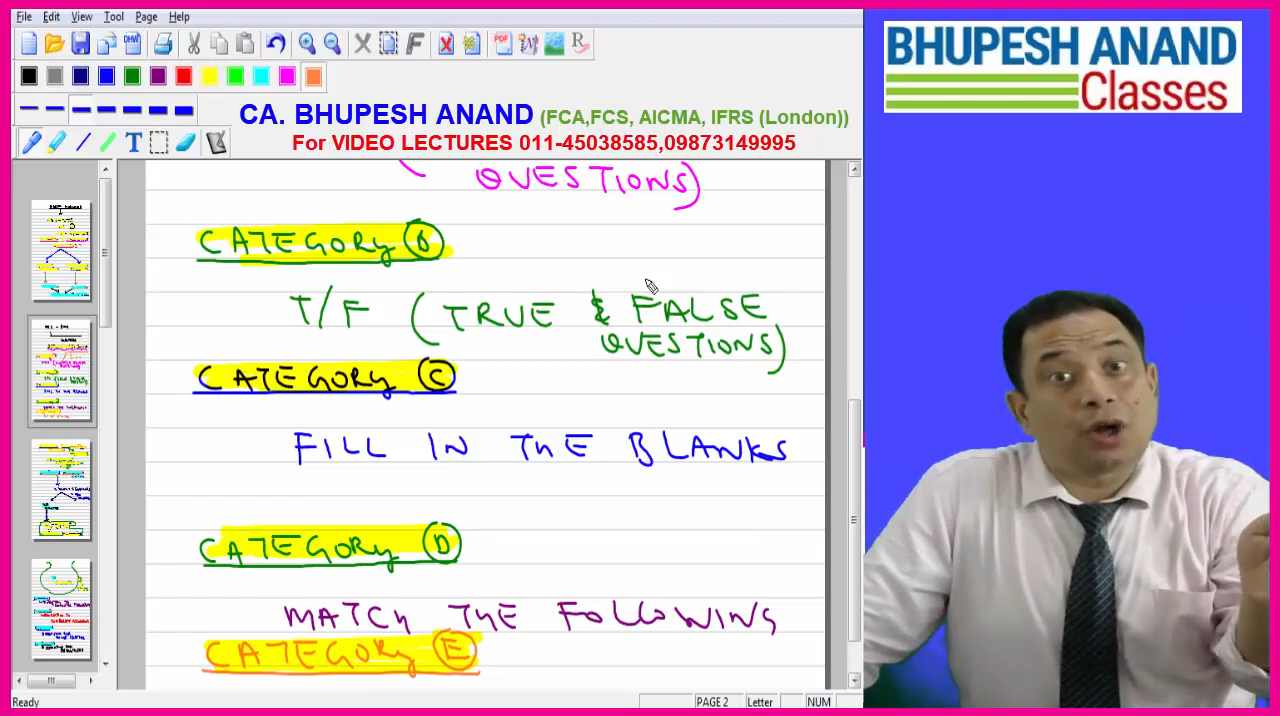 File Edit View Tool Page Help
BHUPESH ANAND
Classes
CA. BHUPESH ANAND (FCA,FCS, AICMA, IFRS (London))
For VIDEO LECTURES 011-45038585,09873149995
QUESTIONS)
CATEGORY B
T/F (TRUE & FALSE
QUESTIONS)
CATEGORY C
FILL IN THE BLANKS
CATEGORY D
MATCH THE FOLLOWING
CATEGORY E
Ready PAGE 2 Letter NUM